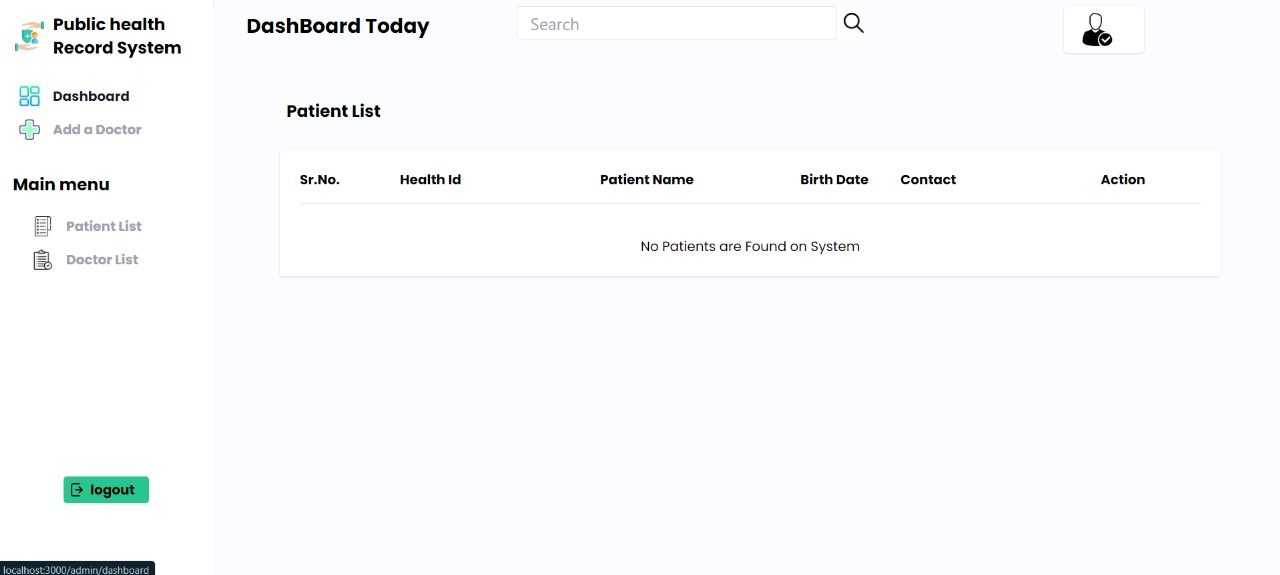 Public health
Record System
DashBoard Today
Search
Dashboard
Add a Doctor
Main menu
Patient List
Doctor List
logout
Patient List
Sr.No. Health Id Patient Name Birth Date Contact Action
No Patients are Found on System
localhost:3000/admin/dashboard